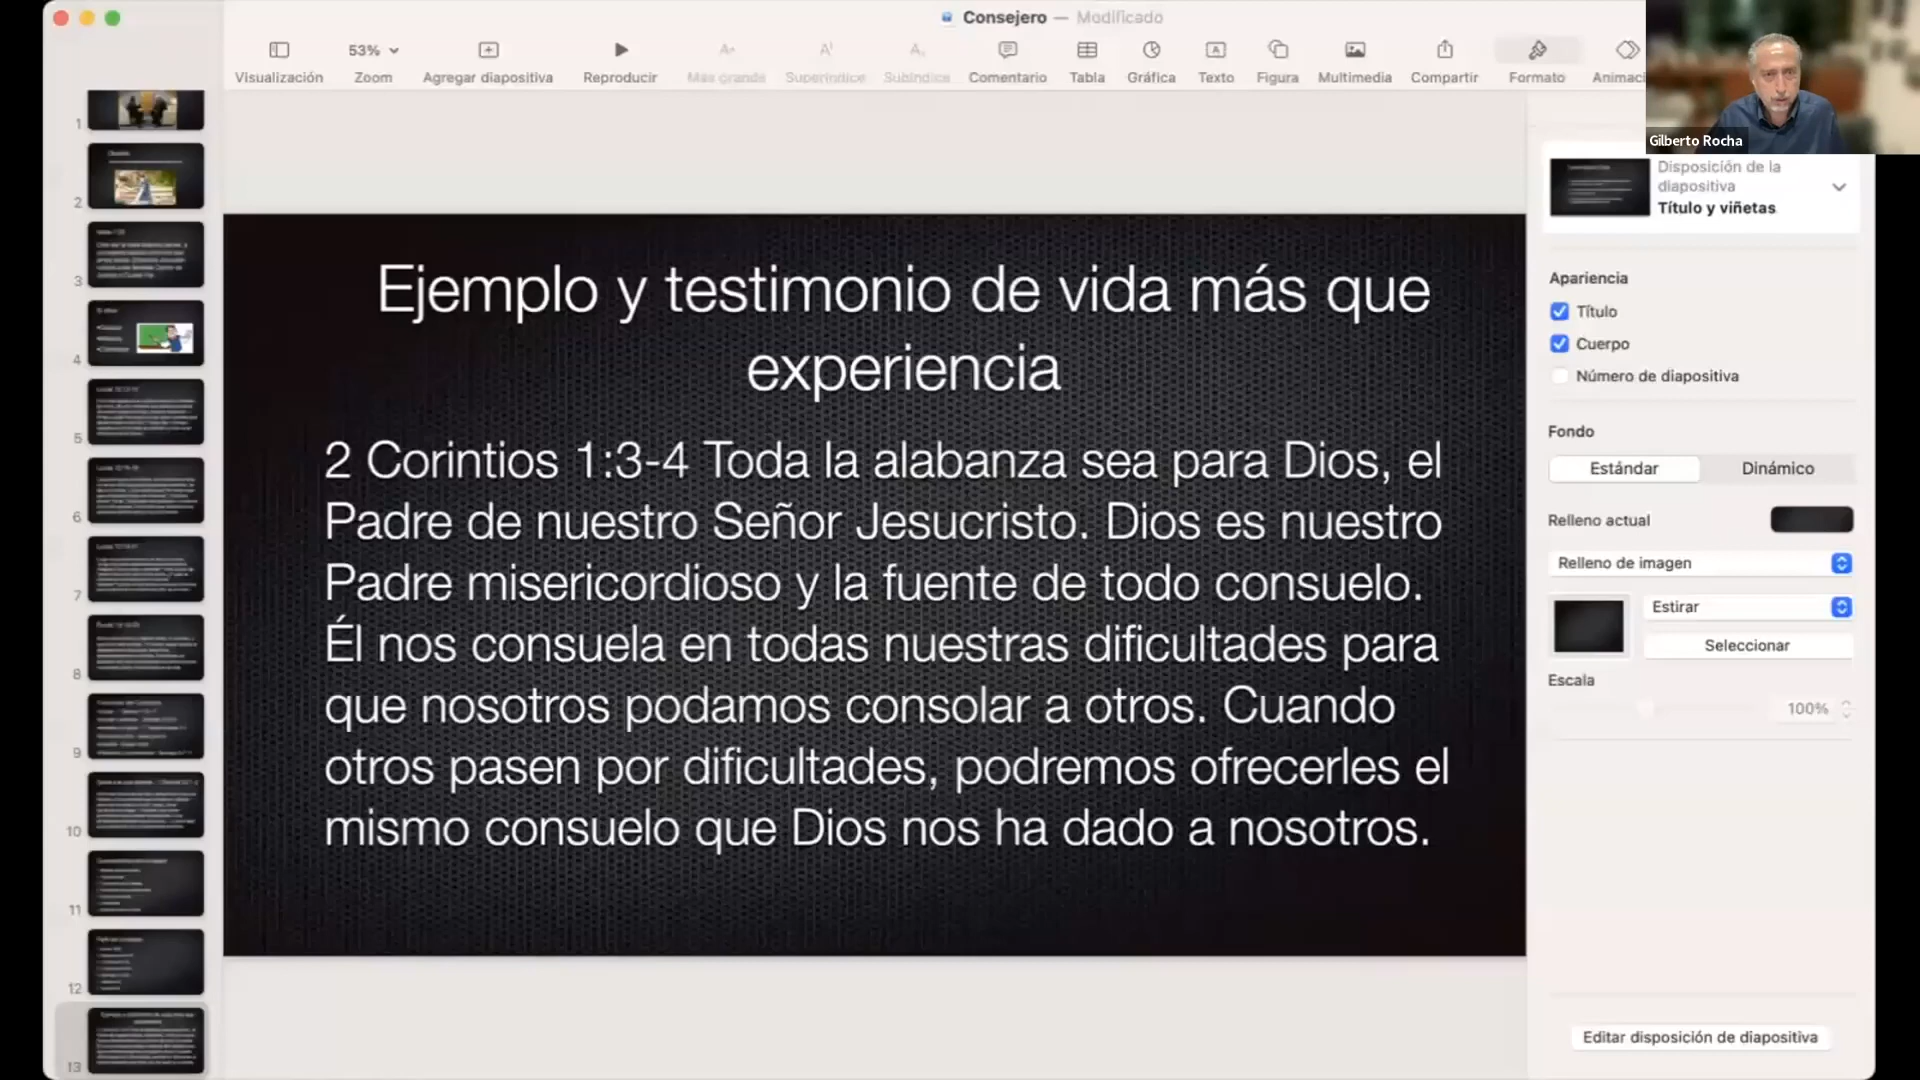 Consejero — Modificado
53%
Visualización Zoom Agregar diapositiva Reproducir Más grande Superíndice Subíndice Comentario Tabla Gráfica Texto Figura Multimedia Compartir Formato Animaci
Gilberto Rocha
1
2
3
4
5
6
7
8
9
10
11
12
13
Ejemplo y testimonio de vida más que
experiencia
2 Corintios 1:3-4 Toda la alabanza sea para Dios, el
Padre de nuestro Señor Jesucristo. Dios es nuestro
Padre misericordioso y la fuente de todo consuelo.
Él nos consuela en todas nuestras dificultades para
que nosotros podamos consolar a otros. Cuando
otros pasen por dificultades, podremos ofrecerles el
mismo consuelo que Dios nos ha dado a nosotros.
Disposición de la
diapositiva
Título y viñetas
Apariencia
Título
Cuerpo
Número de diapositiva
Fondo
Estándar Dinámico
Relleno actual
Relleno de imagen
Estirar
Seleccionar
Escala
100%
Editar disposición de diapositiva